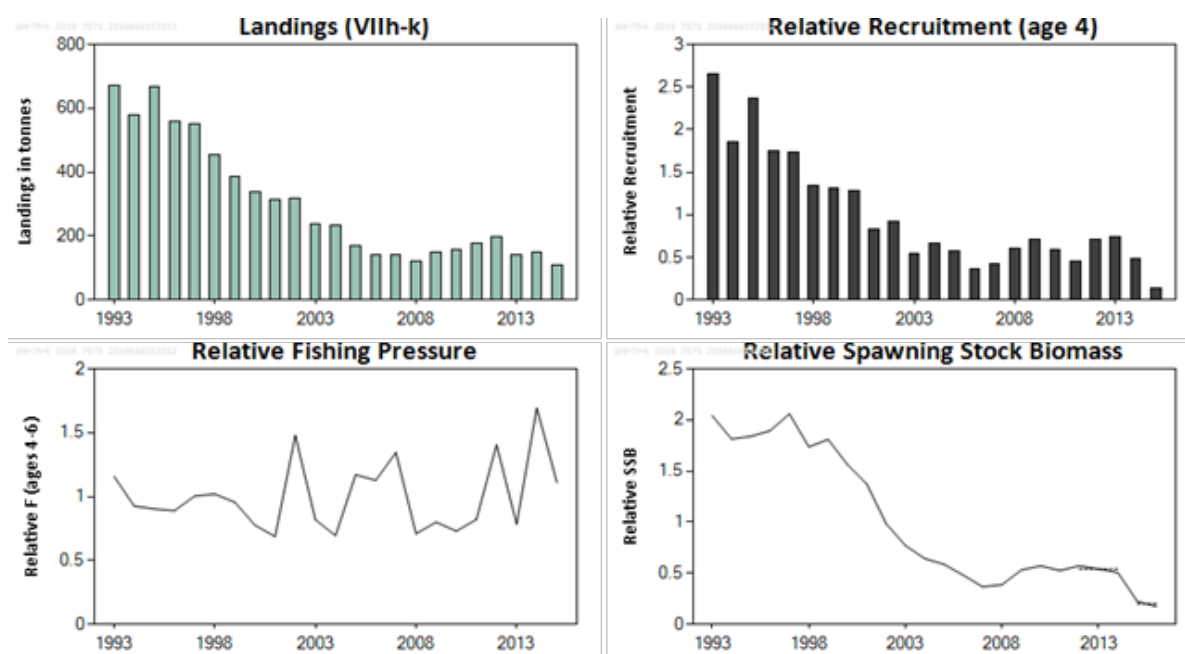 Landings (VIIh-k)
Landings in tonnes
800
600
400
200
0
1993 1998 2003 2008 2013
Relative Recruitment (age 4)
Relative Recruitment
3
2.5
2
1.5
1
0.5
0
1993 1998 2003 2008 2013
Relative Fishing Pressure
Relative F (ages 4-6)
2
1.5
1
0.5
0
1993 1998 2003 2008 2013
Relative Spawning Stock Biomass
Relative SSB
2.5
2
1.5
1
0.5
0
1993 1998 2003 2008 2013